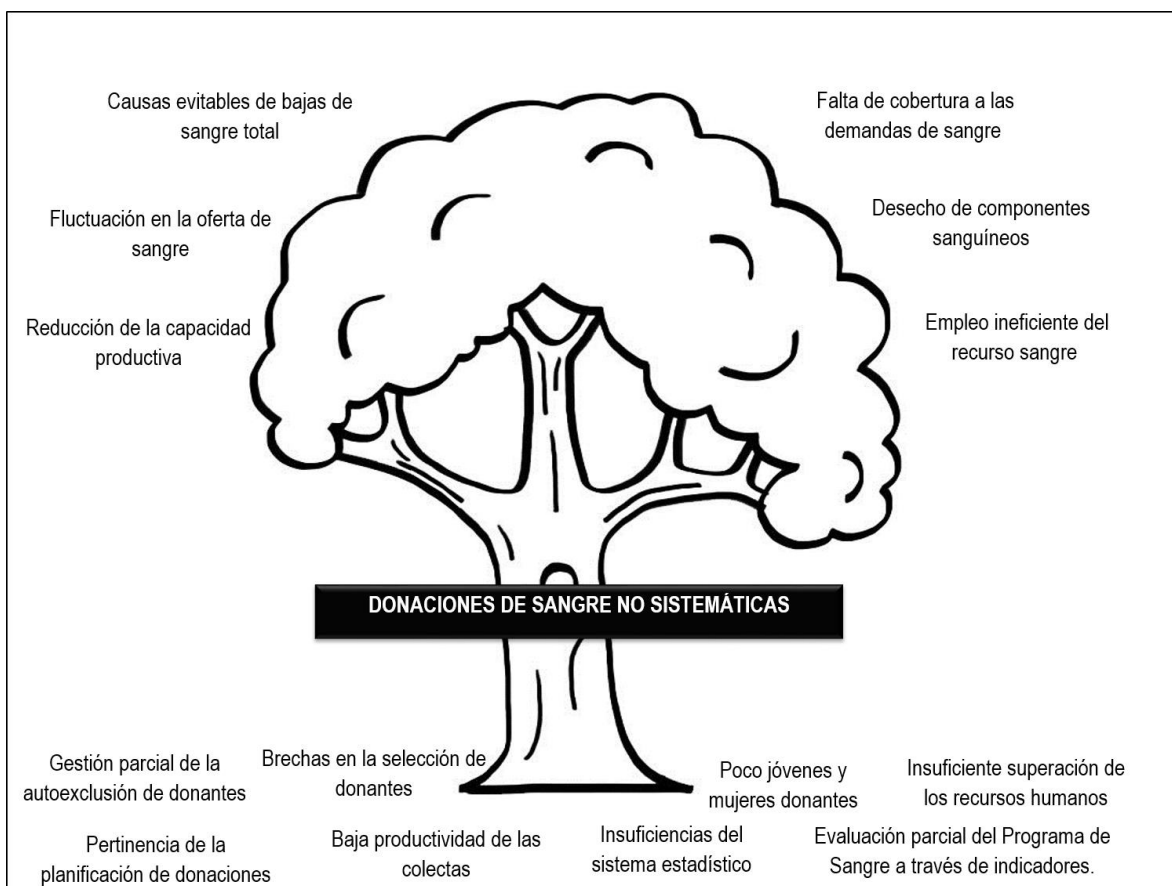 Causas evitables de bajas de
sangre total
Falta de cobertura a las
demandas de sangre
Fluctuación en la oferta de
sangre
Desecho de componentes
sanguíneos
Reducción de la capacidad
productiva
Empleo ineficiente del
recurso sangre
DONACIONES DE SANGRE NO SISTEMÁTICAS
Gestión parcial de la
autoexclusión de donantes
Brechas en la selección de
donantes
Poco jóvenes y
mujeres donantes
Insuficiente superación de
los recursos humanos
Pertinencia de la
planificación de donaciones
Baja productividad de las
colectas
Insuficiencias del
sistema estadístico
Evaluación parcial del Programa de
Sangre a través de indicadores.